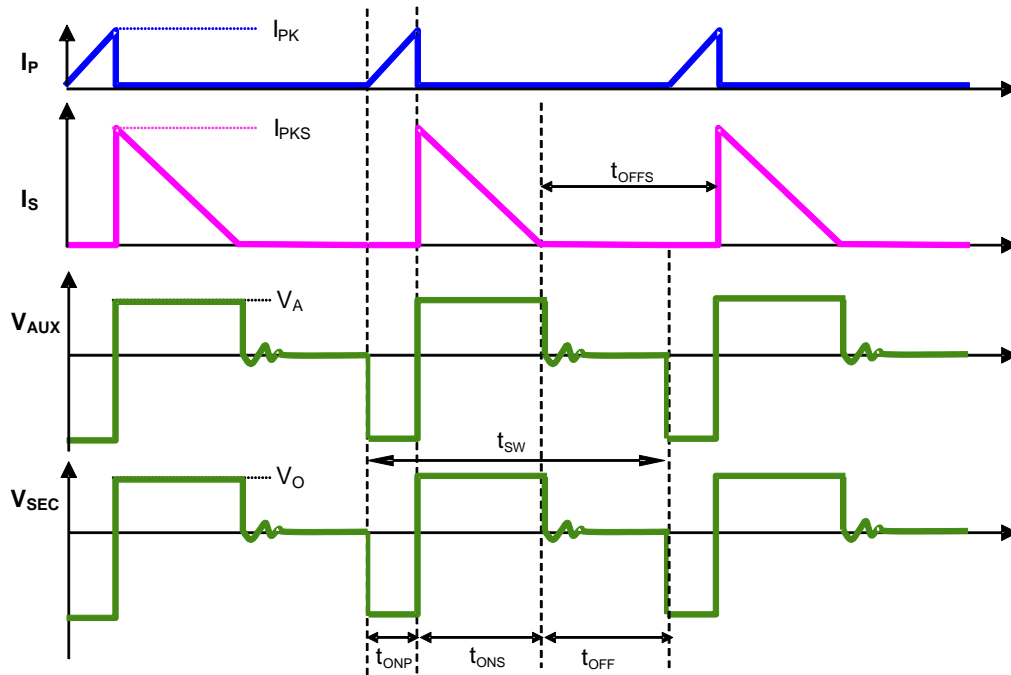 I_PK
I_P
I_PKS
t_OFFS
I_S
V_A
V_AUX
t_SW
V_O
V_SEC
t_ONP
t_ONS
t_OFF